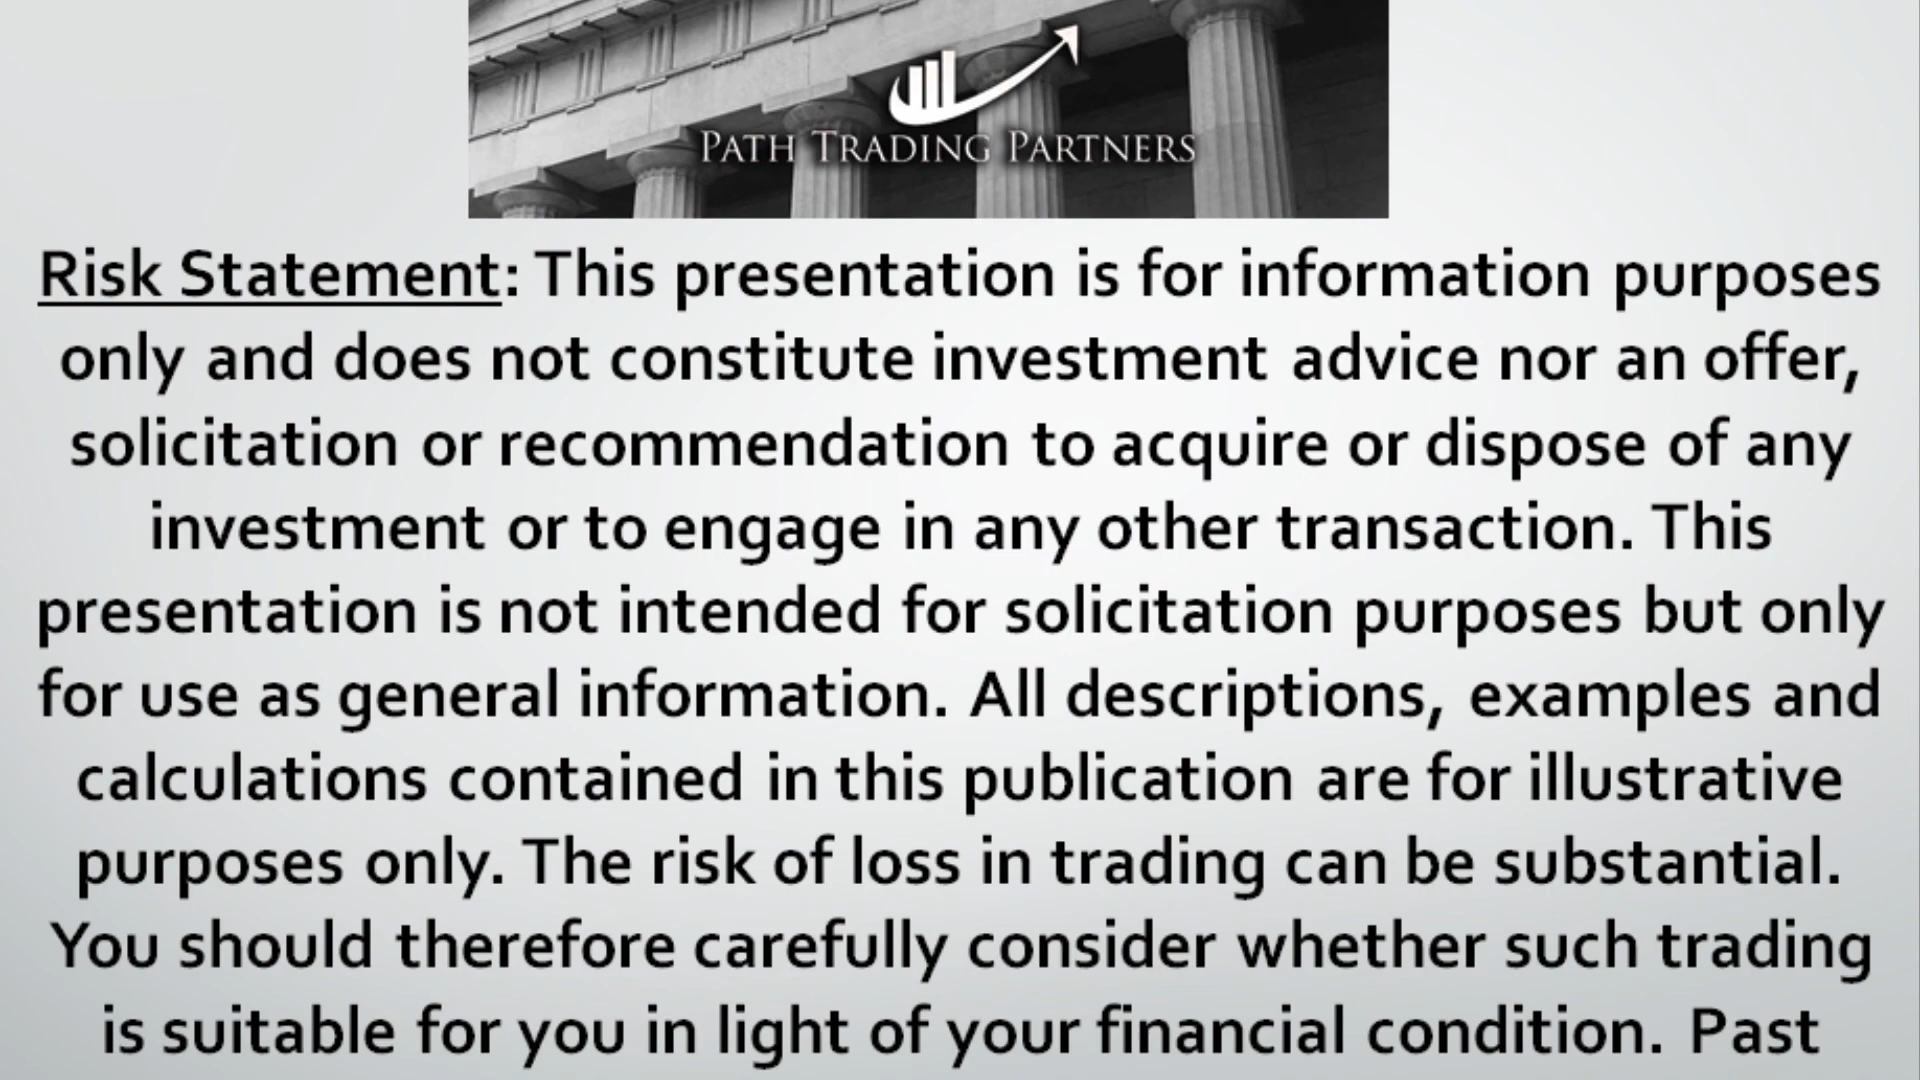 PATH TRADING PARTNERS
Risk Statement: This presentation is for information purposes
only and does not constitute investment advice nor an offer,
solicitation or recommendation to acquire or dispose of any
investment or to engage in any other transaction. This
presentation is not intended for solicitation purposes but only
for use as general information. All descriptions, examples and
calculations contained in this publication are for illustrative
purposes only. The risk of loss in trading can be substantial.
You should therefore carefully consider whether such trading
is suitable for you in light of your financial condition. Past